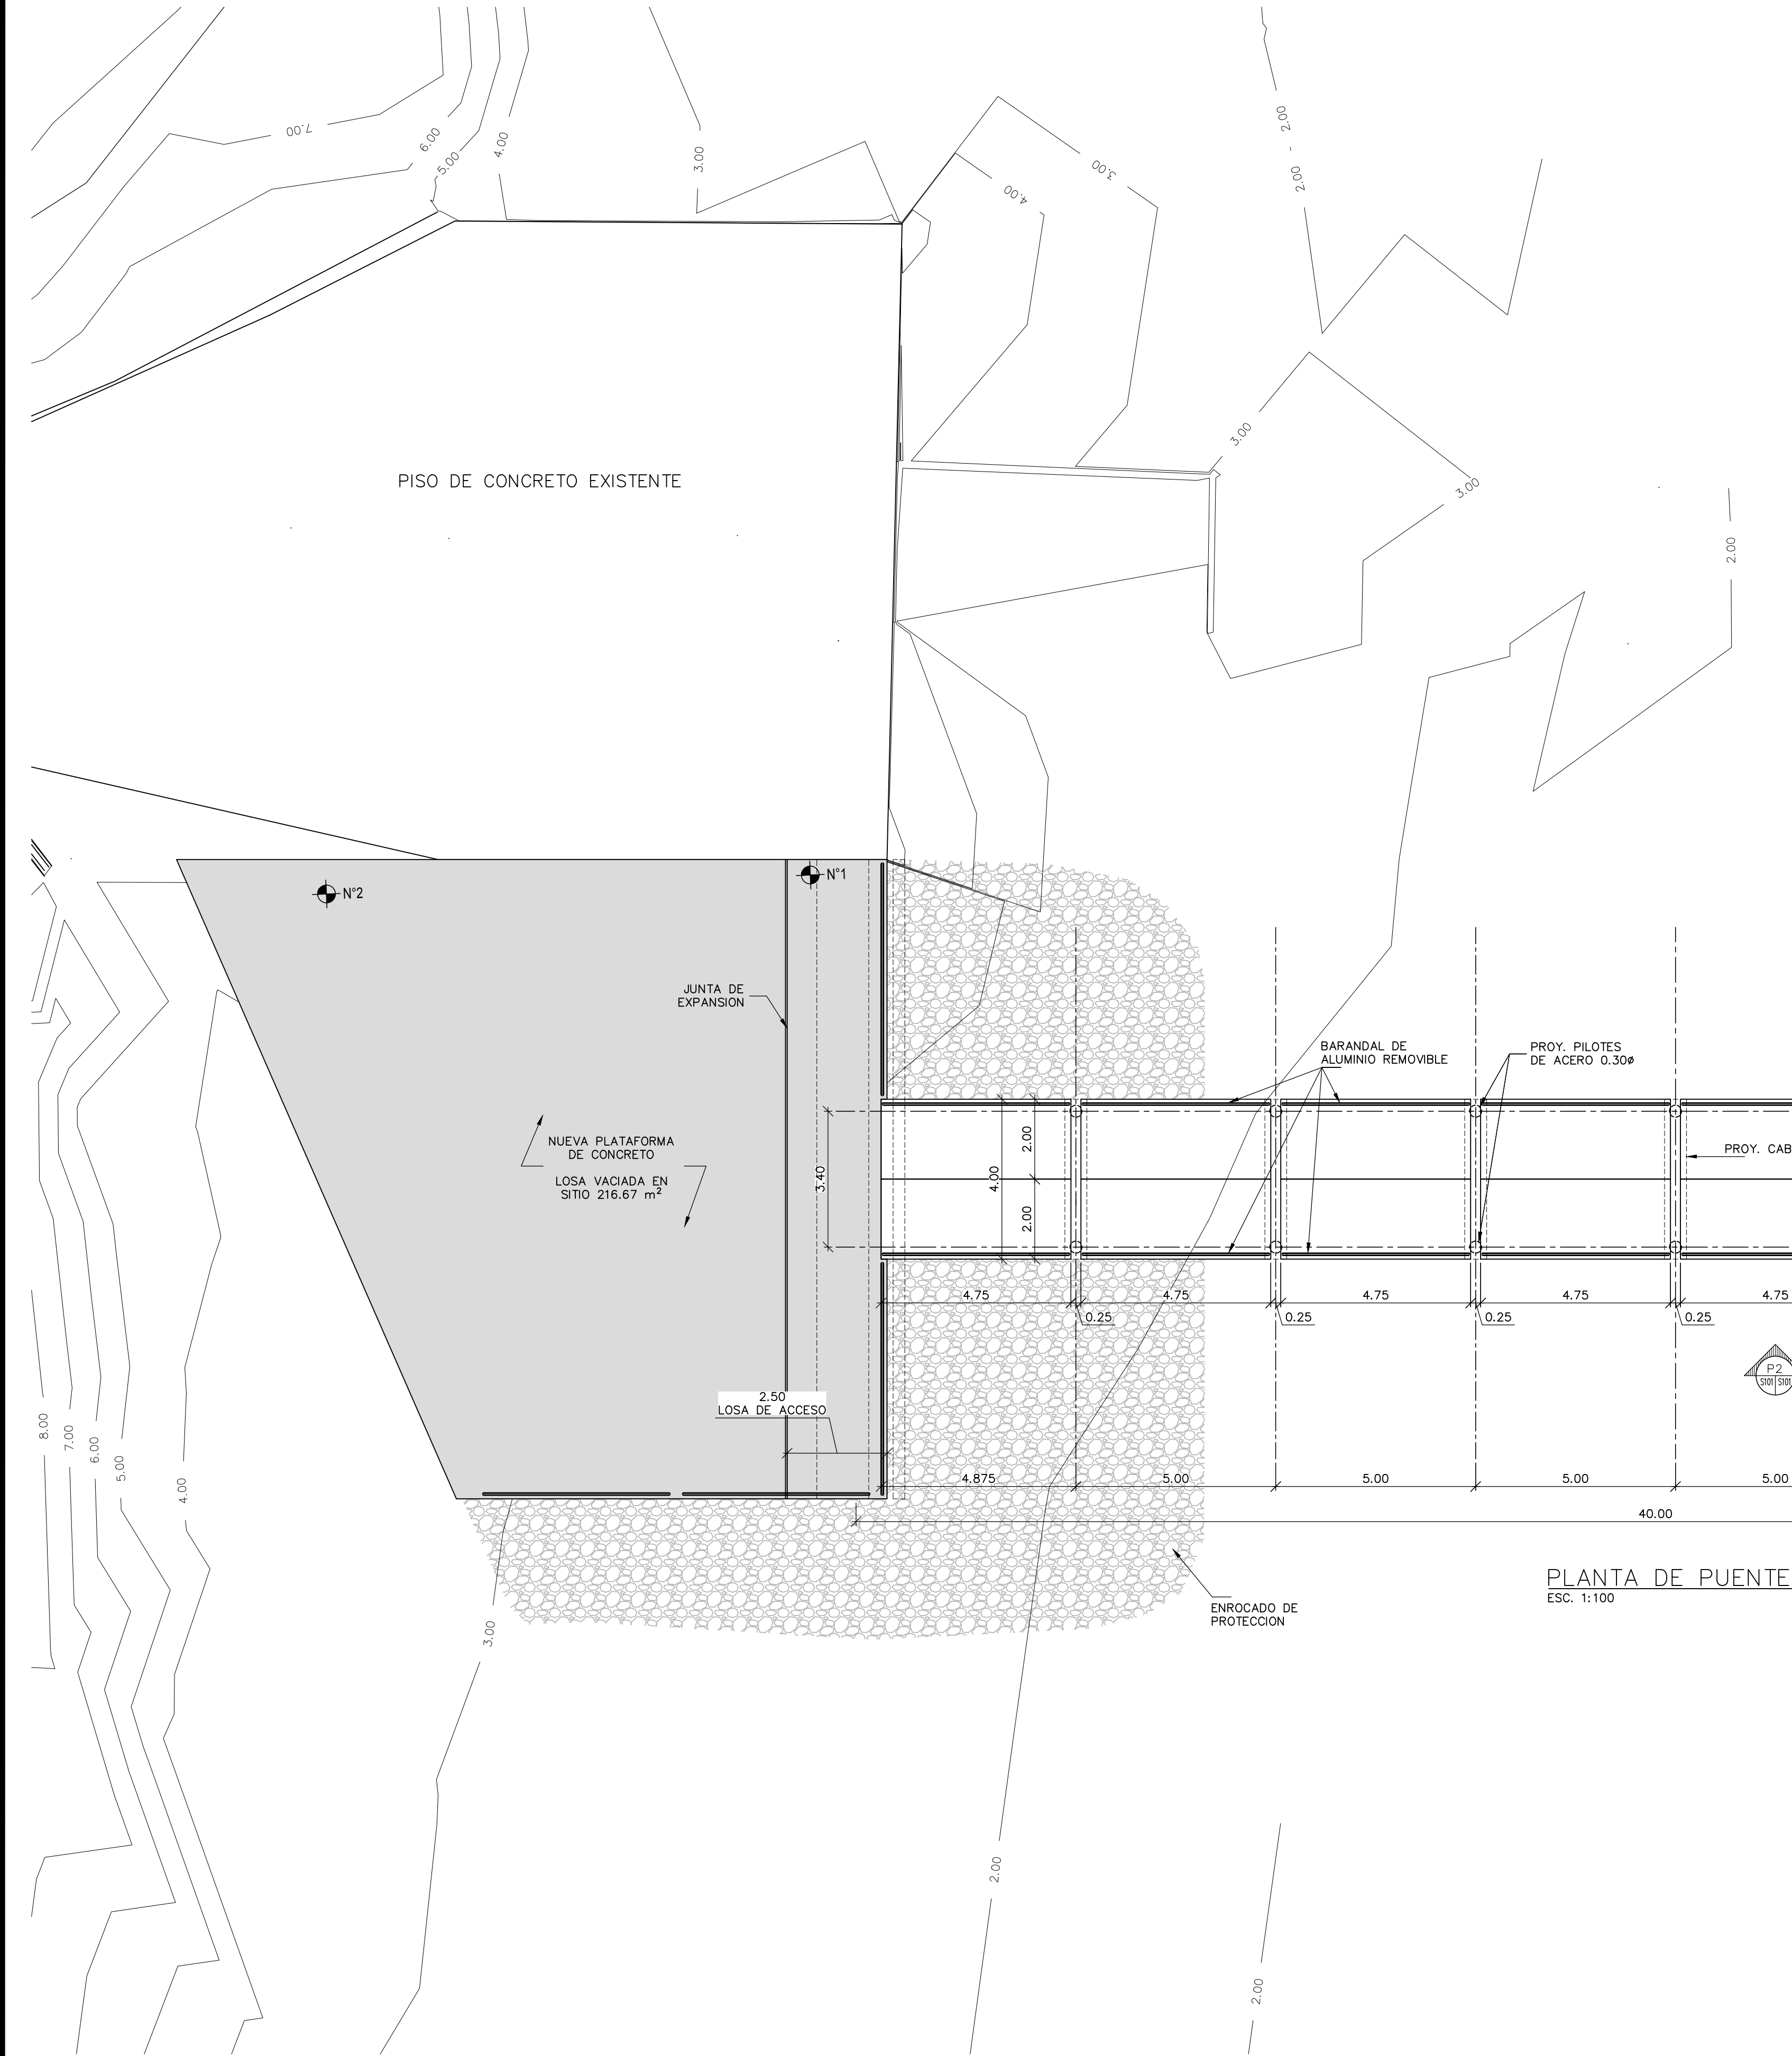 2.00
2.00
-
7.00
6.00
5.00
4.00
3.00
3.00
4.00
3.00
3.00
2.00
PISO DE CONCRETO EXISTENTE
N°2
N°1
JUNTA DE
EXPANSION
BARANDAL DE
ALUMINIO REMOVIBLE
PROY. PILOTES
DE ACERO 0.30ø
NUEVA PLATAFORMA
DE CONCRETO
LOSA VACIADA EN
SITIO 216.67 m²
3.40
4.00
2.00
2.00
PROY. CAB
4.75
4.75
4.75
4.75
4.75
0.25
0.25
0.25
0.25
P2
S101
S101
2.50
LOSA DE ACCESO
8.00
7.00
6.00
5.00
4.00
4.875
5.00
5.00
5.00
5.00
40.00
PLANTA DE PUENTE
ESC. 1:100
ENROCADO DE
PROTECCION
3.00
2.00
2.00